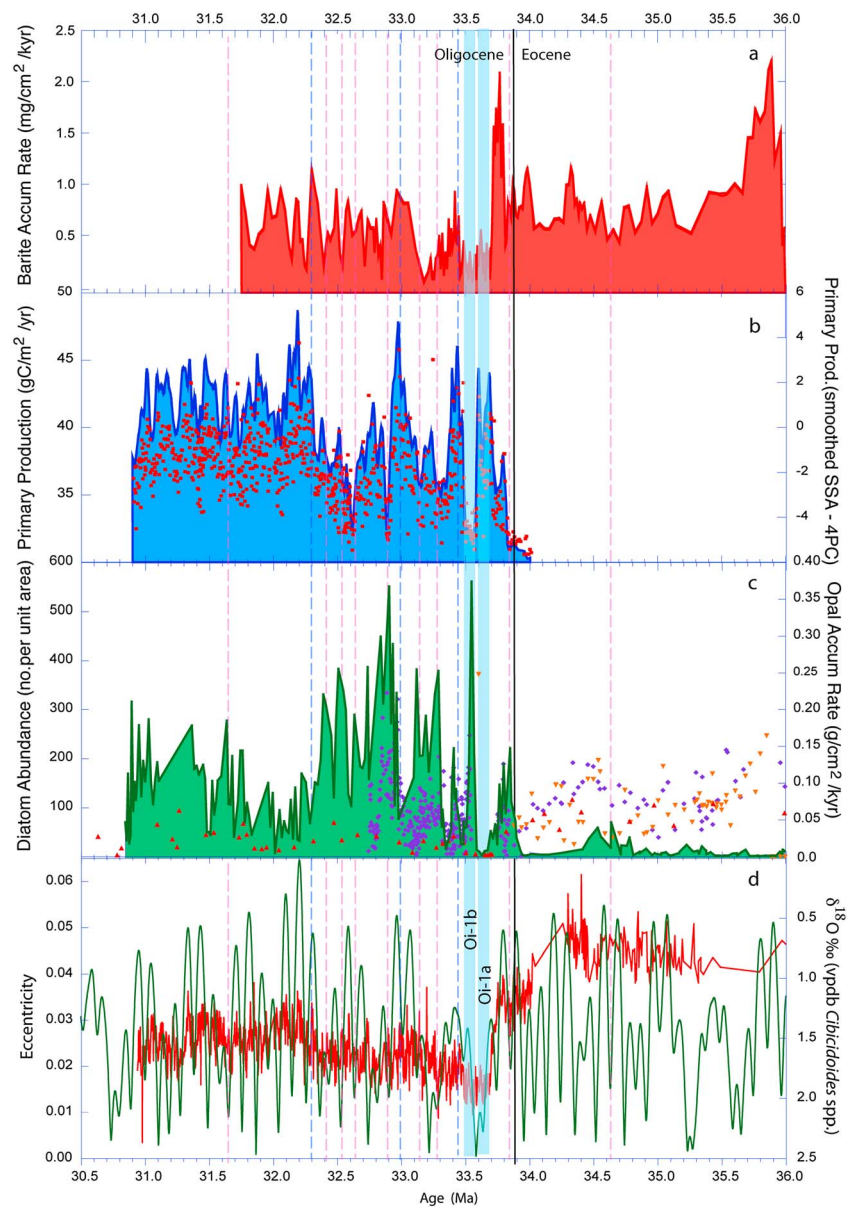 31.0 31.5 32.0 32.5 33.0 33.5 34.0 34.5 35.0 35.5 36.0
2.5
2.0
1.5
1.0
0.5
50
Barite Accum Rate (mg/cm² /kyr)
Oligocene
Eocene
a
45
40
35
600
Primary Production (gC/m² /yr)
b
6
4
2
0
-2
-4
0.40
Primary Prod.(smoothed SSA - 4PC)
500
400
300
200
100
Diatom Abundance (no.per unit area)
c
0.35
0.30
0.25
0.20
0.15
0.10
0.05
0.0
Opal Accum Rate (g/cm² /kyr)
0.06
0.05
0.04
0.03
0.02
0.01
0.00
Eccentricity
Oi-1b
Oi-1a
d
0.5
1.0
1.5
2.0
2.5
δ¹⁸O ‰ (vpdb Cibicidoides spp.)
30.5 31.0 31.5 32.0 32.5 33.0 33.5 34.0 34.5 35.0 35.5 36.0
Age (Ma)